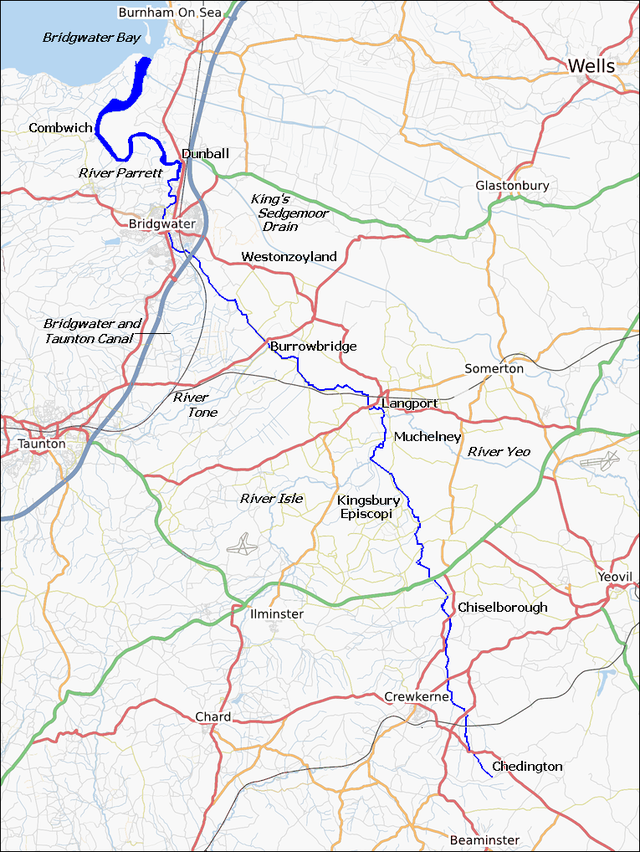 Burnham On Sea
Bridgwater Bay
Wells
Combwich
Dunball
River Parrett
Glastonbury
King's
Sedgemoor
Drain
Bridgwater
Westonzoyland
Bridgwater and
Taunton Canal
Burrowbridge
Somerton
River
Tone
Langport
Muchelney
Taunton
River Yeo
River Isle
Kingsbury
Episcopi
Yeovil
Chiselborough
Ilminster
Crewkerne
Chard
Chedington
Beaminster